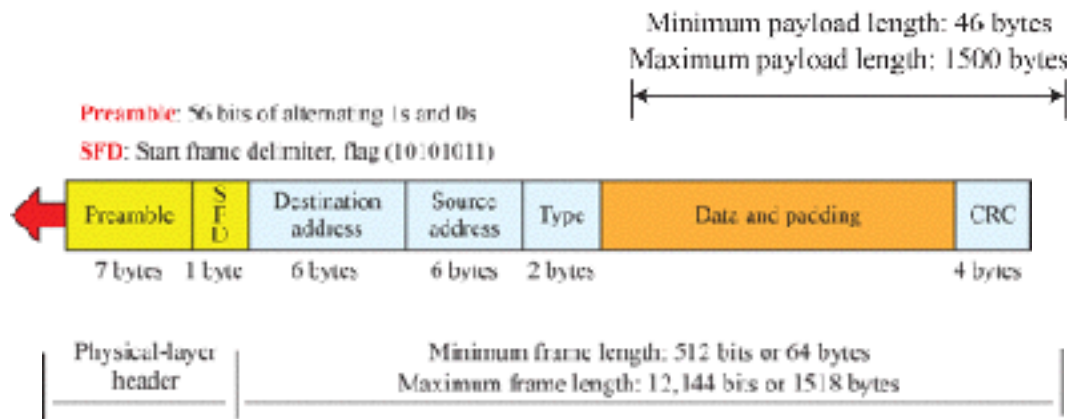 Minimum payload length: 46 bytes
Maximum payload length: 1500 bytes
Preamble: 56 bits of alternating 1s and 0s
SFD: Start frame delimiter, flag (10101011)
Preamble
SFD
Destination address
Source address
Type
Data and padding
CRC
7 bytes 1 byte 6 bytes 6 bytes 2 bytes 4 bytes
Physical-layer header
Minimum frame length: 512 bits or 64 bytes
Maximum frame length: 12,144 bits or 1518 bytes